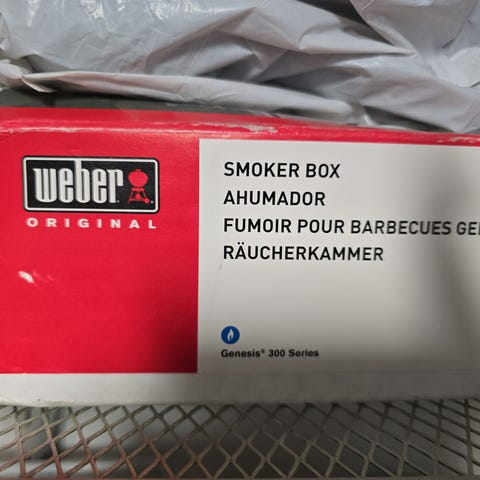 weber
ORIGINAL
SMOKER BOX
AHUMADOR
FUMOIR POUR BARBECUES
RÄUCHERKAMMER
Genesis® 300 Series